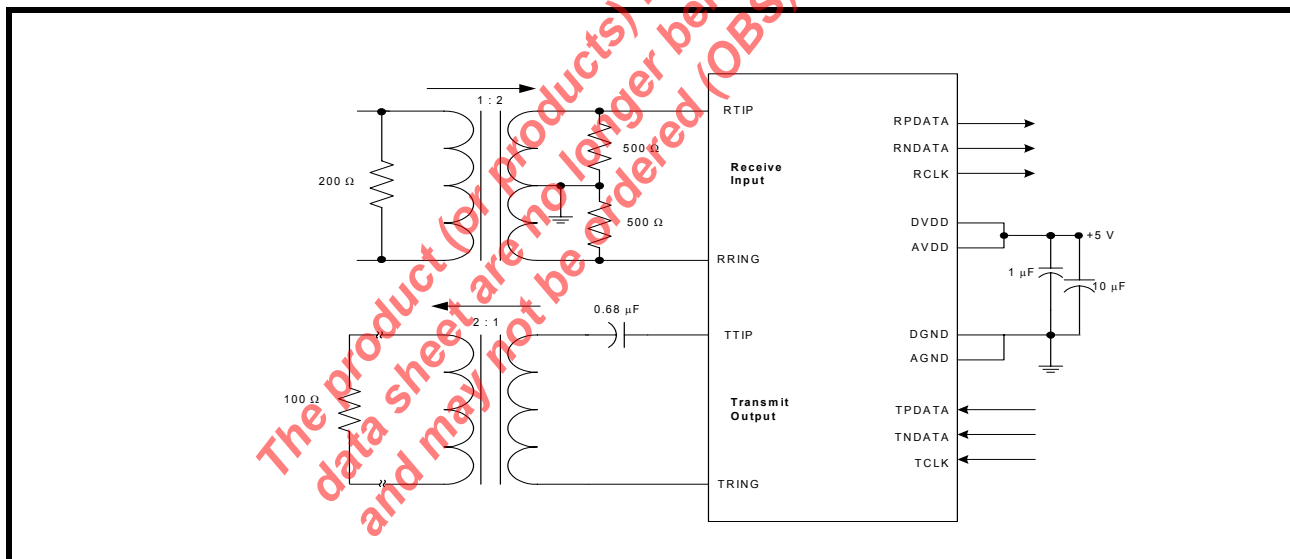 The product (or products)
data sheet are no longer
and may not be ordered (OBS)
1 : 2
RTIP
500 Ω
Receive
Input
200 Ω
500 Ω
RRING
2 : 1
0.68 µF
TTIP
100 Ω
Transmit
Output
TRING
RPDATA
RNDATA
RCLK
DVDD
AVDD
+5 V
1 µF
10 µF
DGND
AGND
TPDATA
TNDATA
TCLK